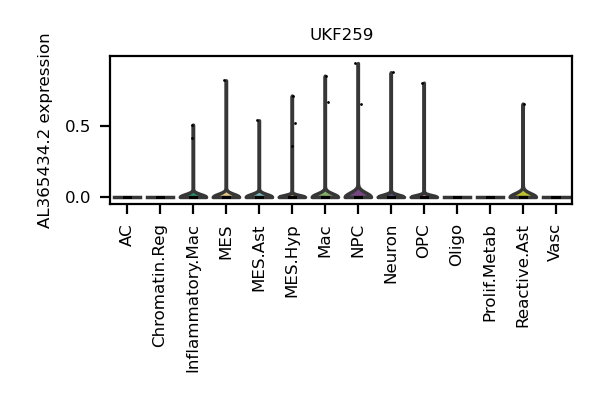 UKF259
AL365434.2 expression
0.5
0.0
AC
Chromatin.Reg
Inflammatory.Mac
MES
MES.Ast
MES.Hyp
Mac
NPC
Neuron
OPC
Oligo
Prolif.Metab
Reactive.Ast
Vasc